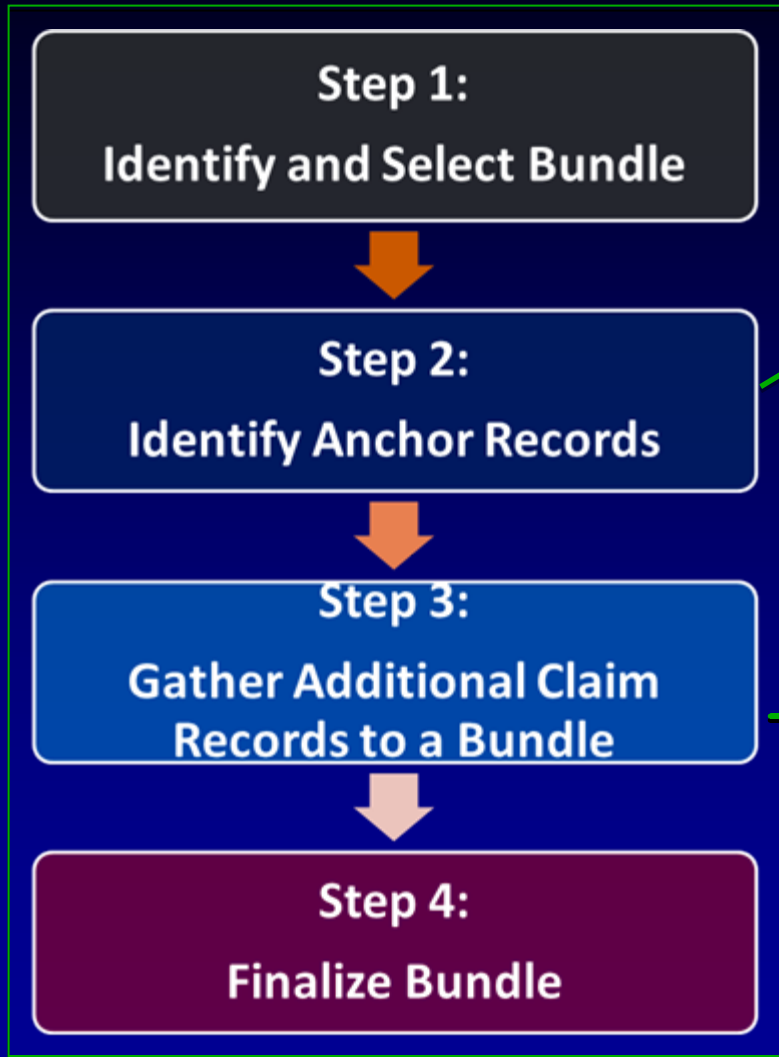 Step 1:
Identify and Select Bundle
Step 2:
Identify Anchor Records
Step 3:
Gather Additional Claim
Records to a Bundle
Step 4:
Finalize Bundle